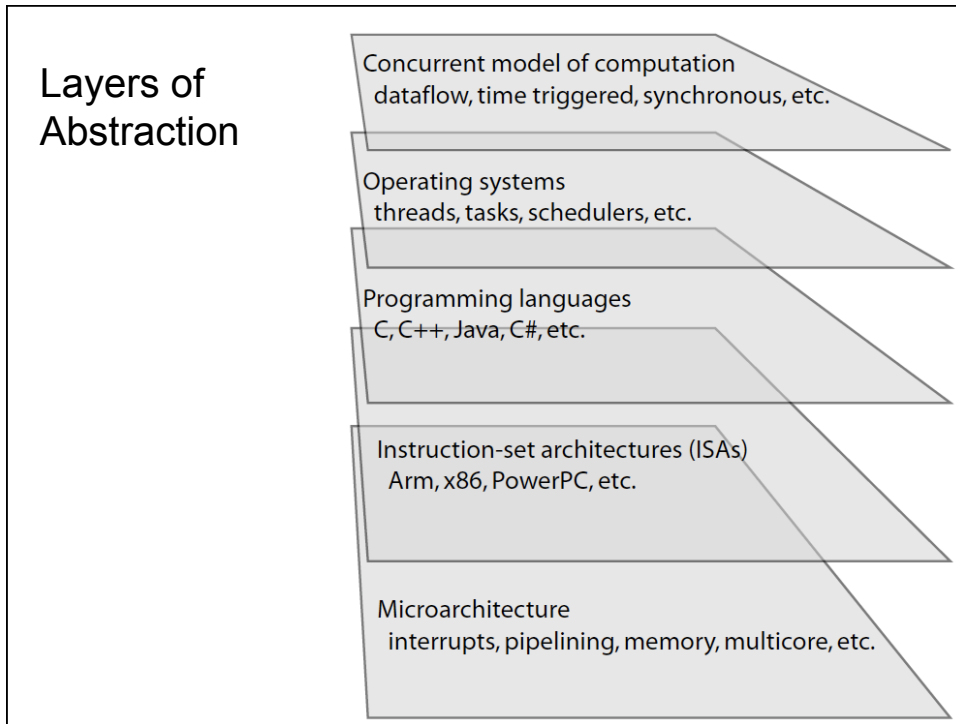 Layers of
Abstraction
Concurrent model of computation
dataflow, time triggered, synchronous, etc.
Operating systems
threads, tasks, schedulers, etc.
Programming languages
C, C++, Java, C#, etc.
Instruction-set architectures (ISAs)
Arm, x86, PowerPC, etc.
Microarchitecture
interrupts, pipelining, memory, multicore, etc.